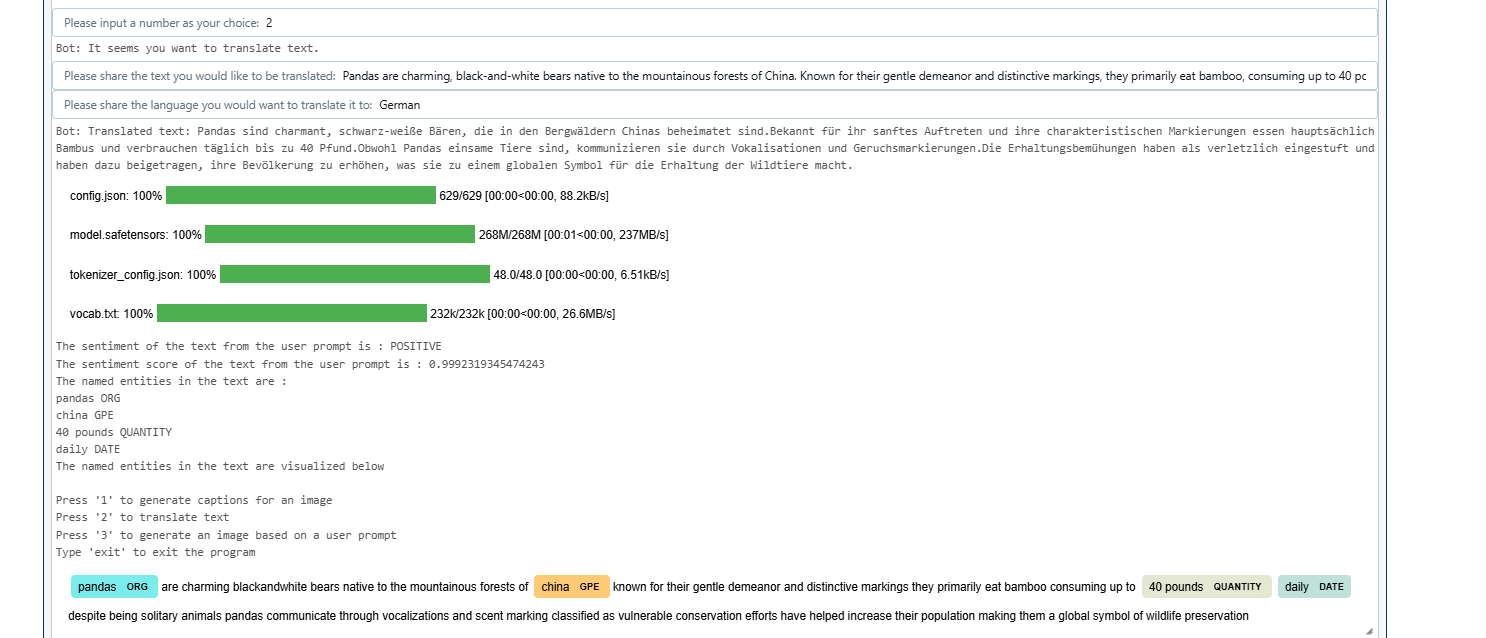 Please input a number as your choice: 2
Bot: It seems you want to translate text.
Please share the text you would like to be translated: Pandas are charming, black-and-white bears native to the mountainous forests of China. Known for their gentle demeanor and distinctive markings, they primarily eat bamboo, consuming up to 40 pc
Please share the language you would want to translate it to: German
Bot: Translated text: Pandas sind charmant, schwarz-weiße Bären, die in den Bergwäldern Chinas beheimatet sind.Bekannt für ihr sanftes Auftreten und ihre charakteristischen Markierungen essen hauptsächlich
Bambus und verbrauchen täglich bis zu 40 Pfund.Obwohl Pandas einsame Tiere sind, kommunizieren sie durch Vokalisationen und Geruchsmarkierungen.Die Erhaltungsbemühungen haben als verletzlich eingestuft und
haben dazu beigetragen, ihre Bevölkerung zu erhöhen, was sie zu einem globalen Symbol für die Erhaltung der Wildtiere macht.
config.json: 100% 629/629 [00:00<00:00, 88.2kB/s]
model.safetensors: 100% 268M/268M [00:01<00:00, 237MB/s]
tokenizer_config.json: 100% 48.0/48.0 [00:00<00:00, 6.51kB/s]
vocab.txt: 100% 232k/232k [00:00<00:00, 26.6MB/s]
The sentiment of the text from the user prompt is : POSITIVE
The sentiment score of the text from the user prompt is : 0.9992319345474243
The named entities in the text are :
pandas ORG
china GPE
40 pounds QUANTITY
daily DATE
The named entities in the text are visualized below
Press '1' to generate captions for an image
Press '2' to translate text
Press '3' to generate an image based on a user prompt
Type 'exit' to exit the program
pandas ORG are charming blackandwhite bears native to the mountainous forests of china GPE known for their gentle demeanor and distinctive markings they primarily eat bamboo consuming up to 40 pounds QUANTITY daily DATE
despite being solitary animals pandas communicate through vocalizations and scent marking classified as vulnerable conservation efforts have helped increase their population making them a global symbol of wildlife preservation